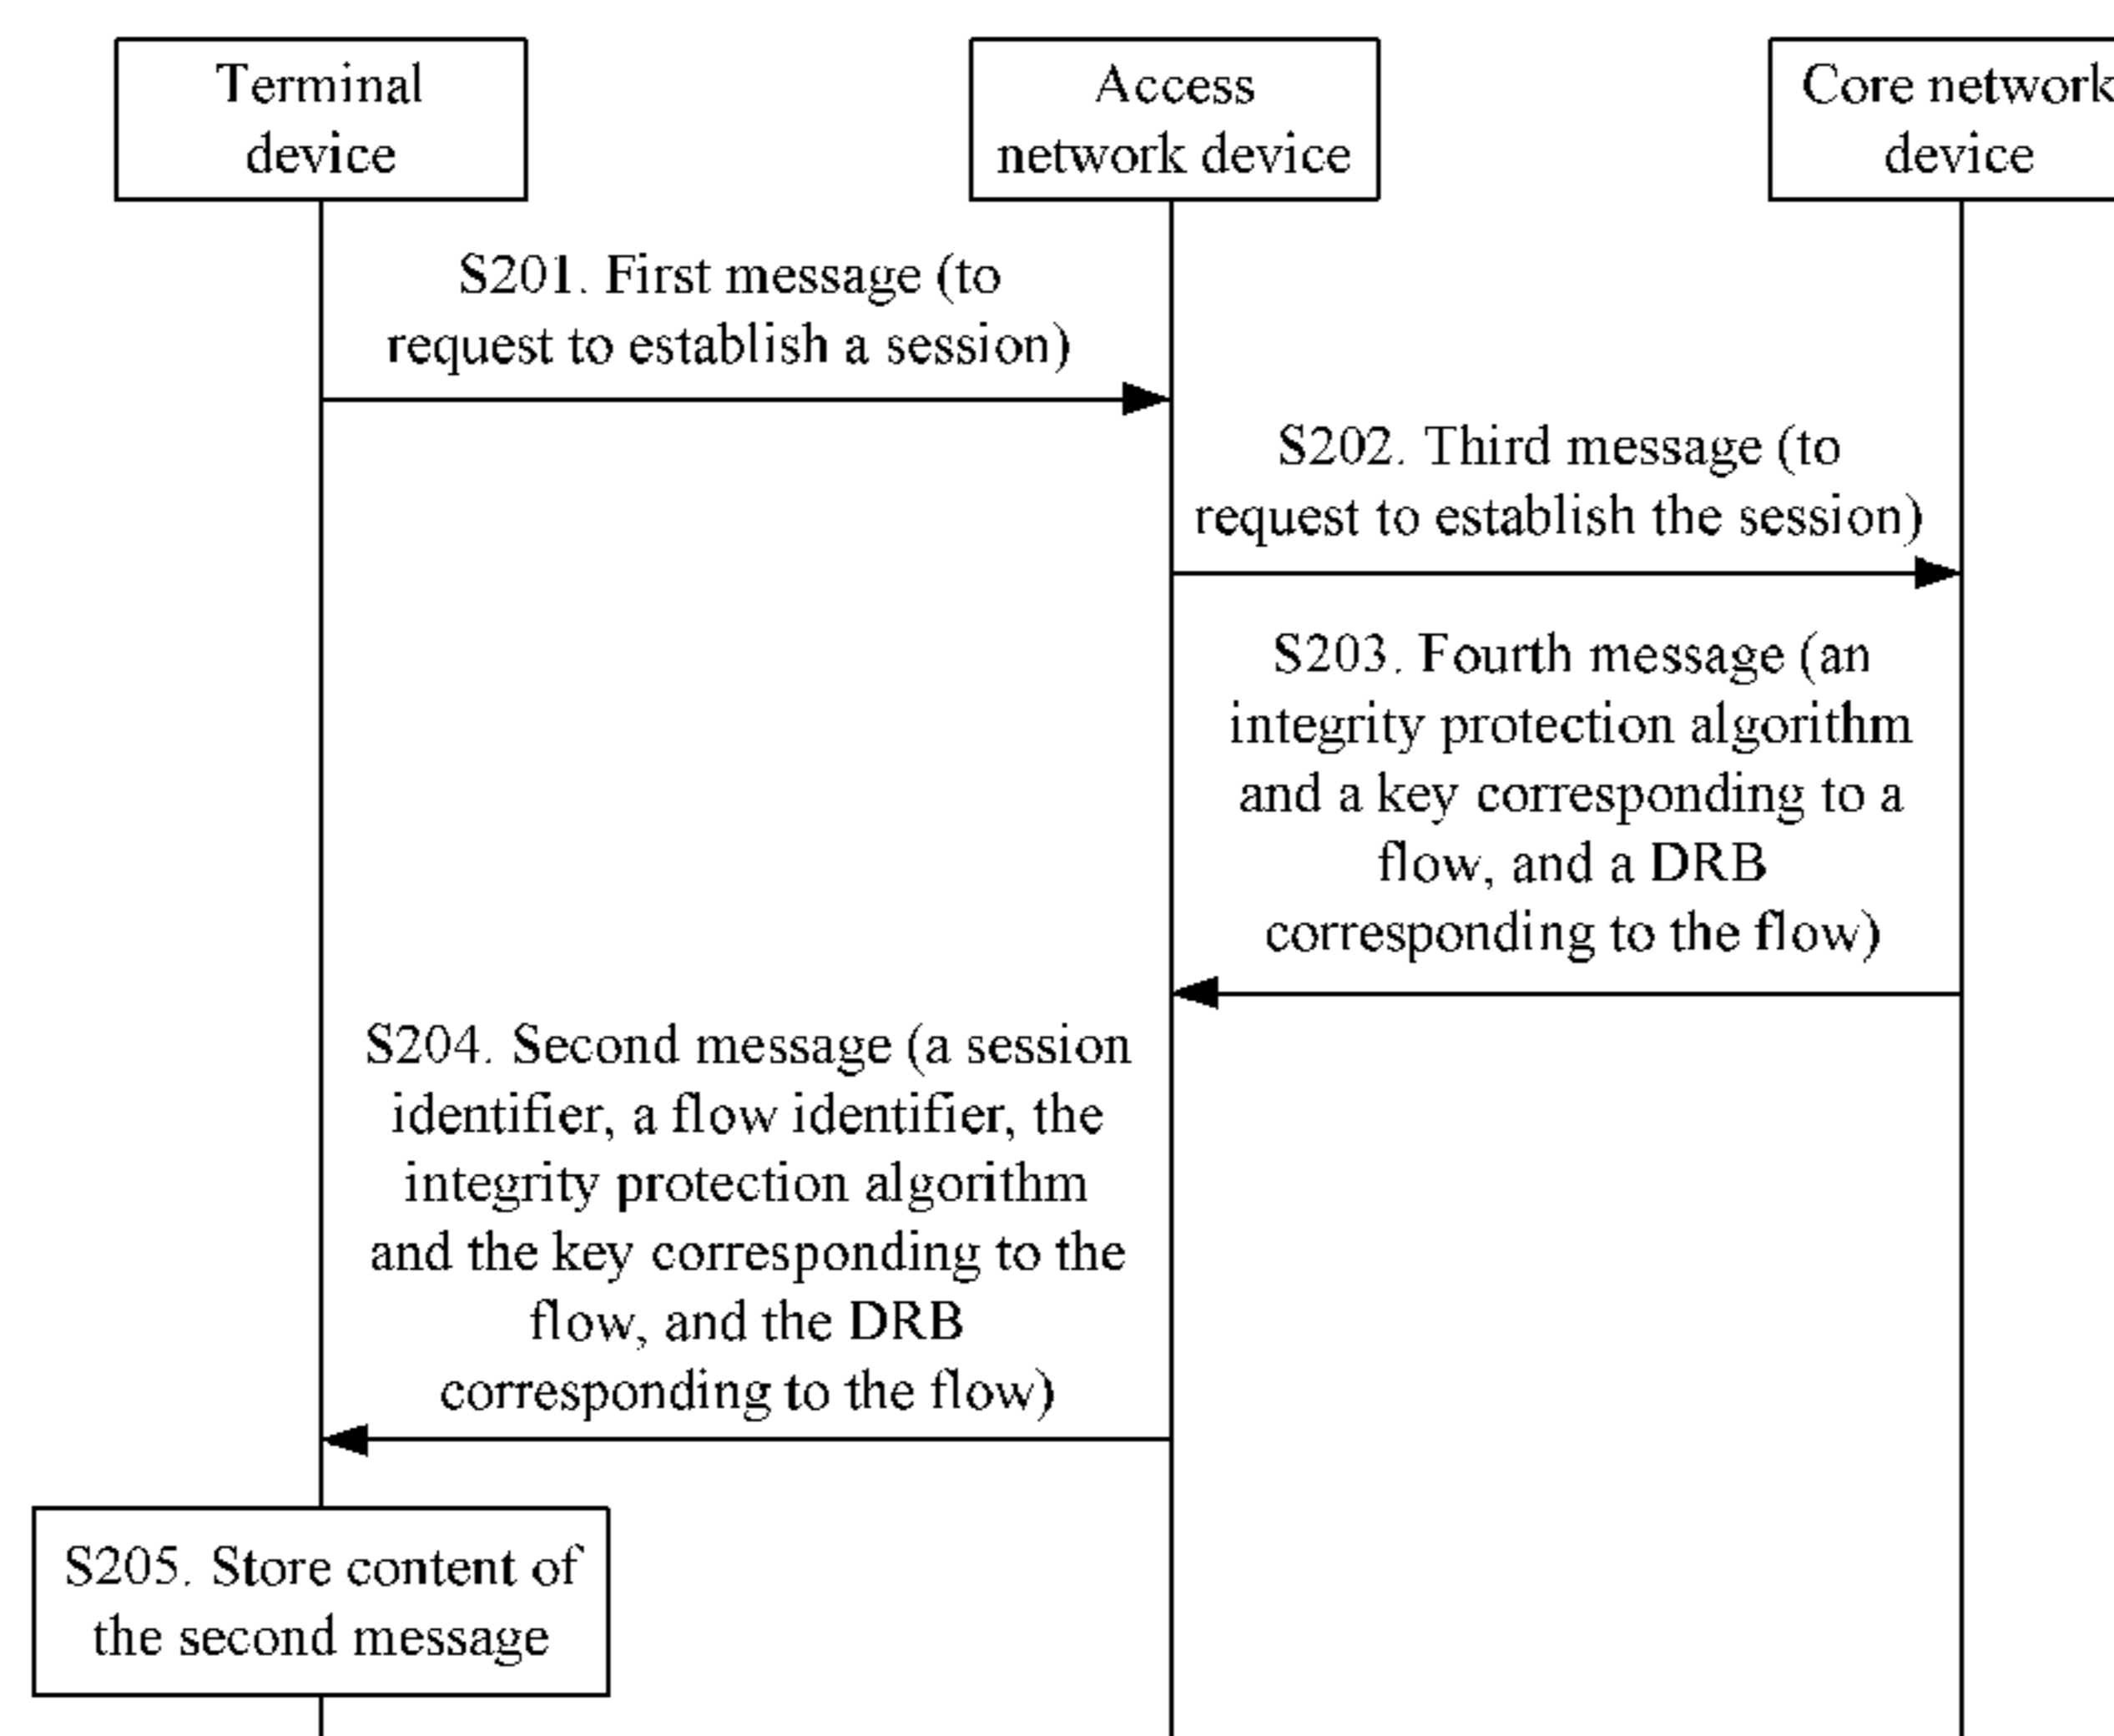 Terminal
device
Access
network device
Core network
device
S201. First message (to
request to establish a session)
S202. Third message (to
request to establish the session)
S203. Fourth message (an
integrity protection algorithm
and a key corresponding to a
flow, and a DRB
corresponding to the flow)
S204. Second message (a session
identifier, a flow identifier, the
integrity protection algorithm
and the key corresponding to the
flow, and the DRB
corresponding to the flow)
S205. Store content of
the second message